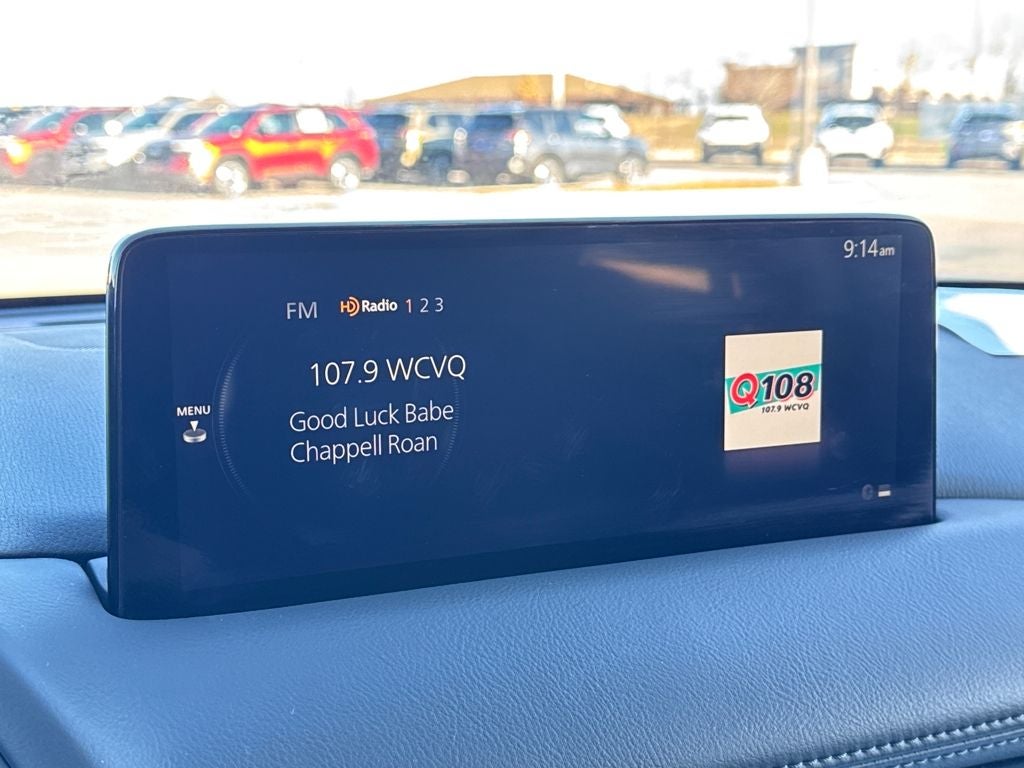 9:14am
FM HD Radio 1 2 3
107.9 WCVQ
MENU
Good Luck Babe
Chappell Roan
Q108
107.9 WCVQ